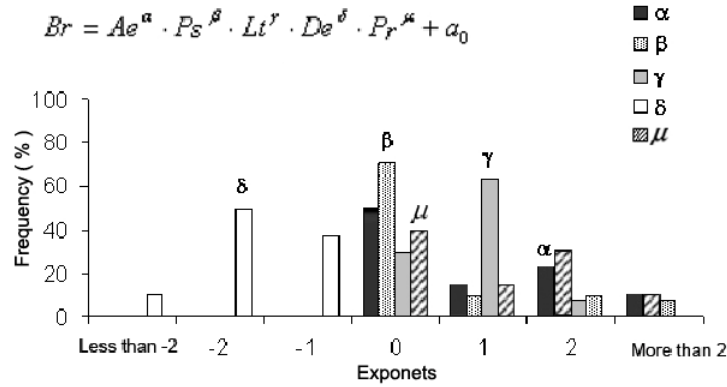 Br = Ae^α · Ps^β · Lt^γ · De^δ · Pr^μ + a₀
α
β
γ
δ
μ
100
80
60
40
20
0
Frequency ( % )
δ
β
μ
γ
α
Less than -2
-2
-1
0
1
2
More than 2
Exponets